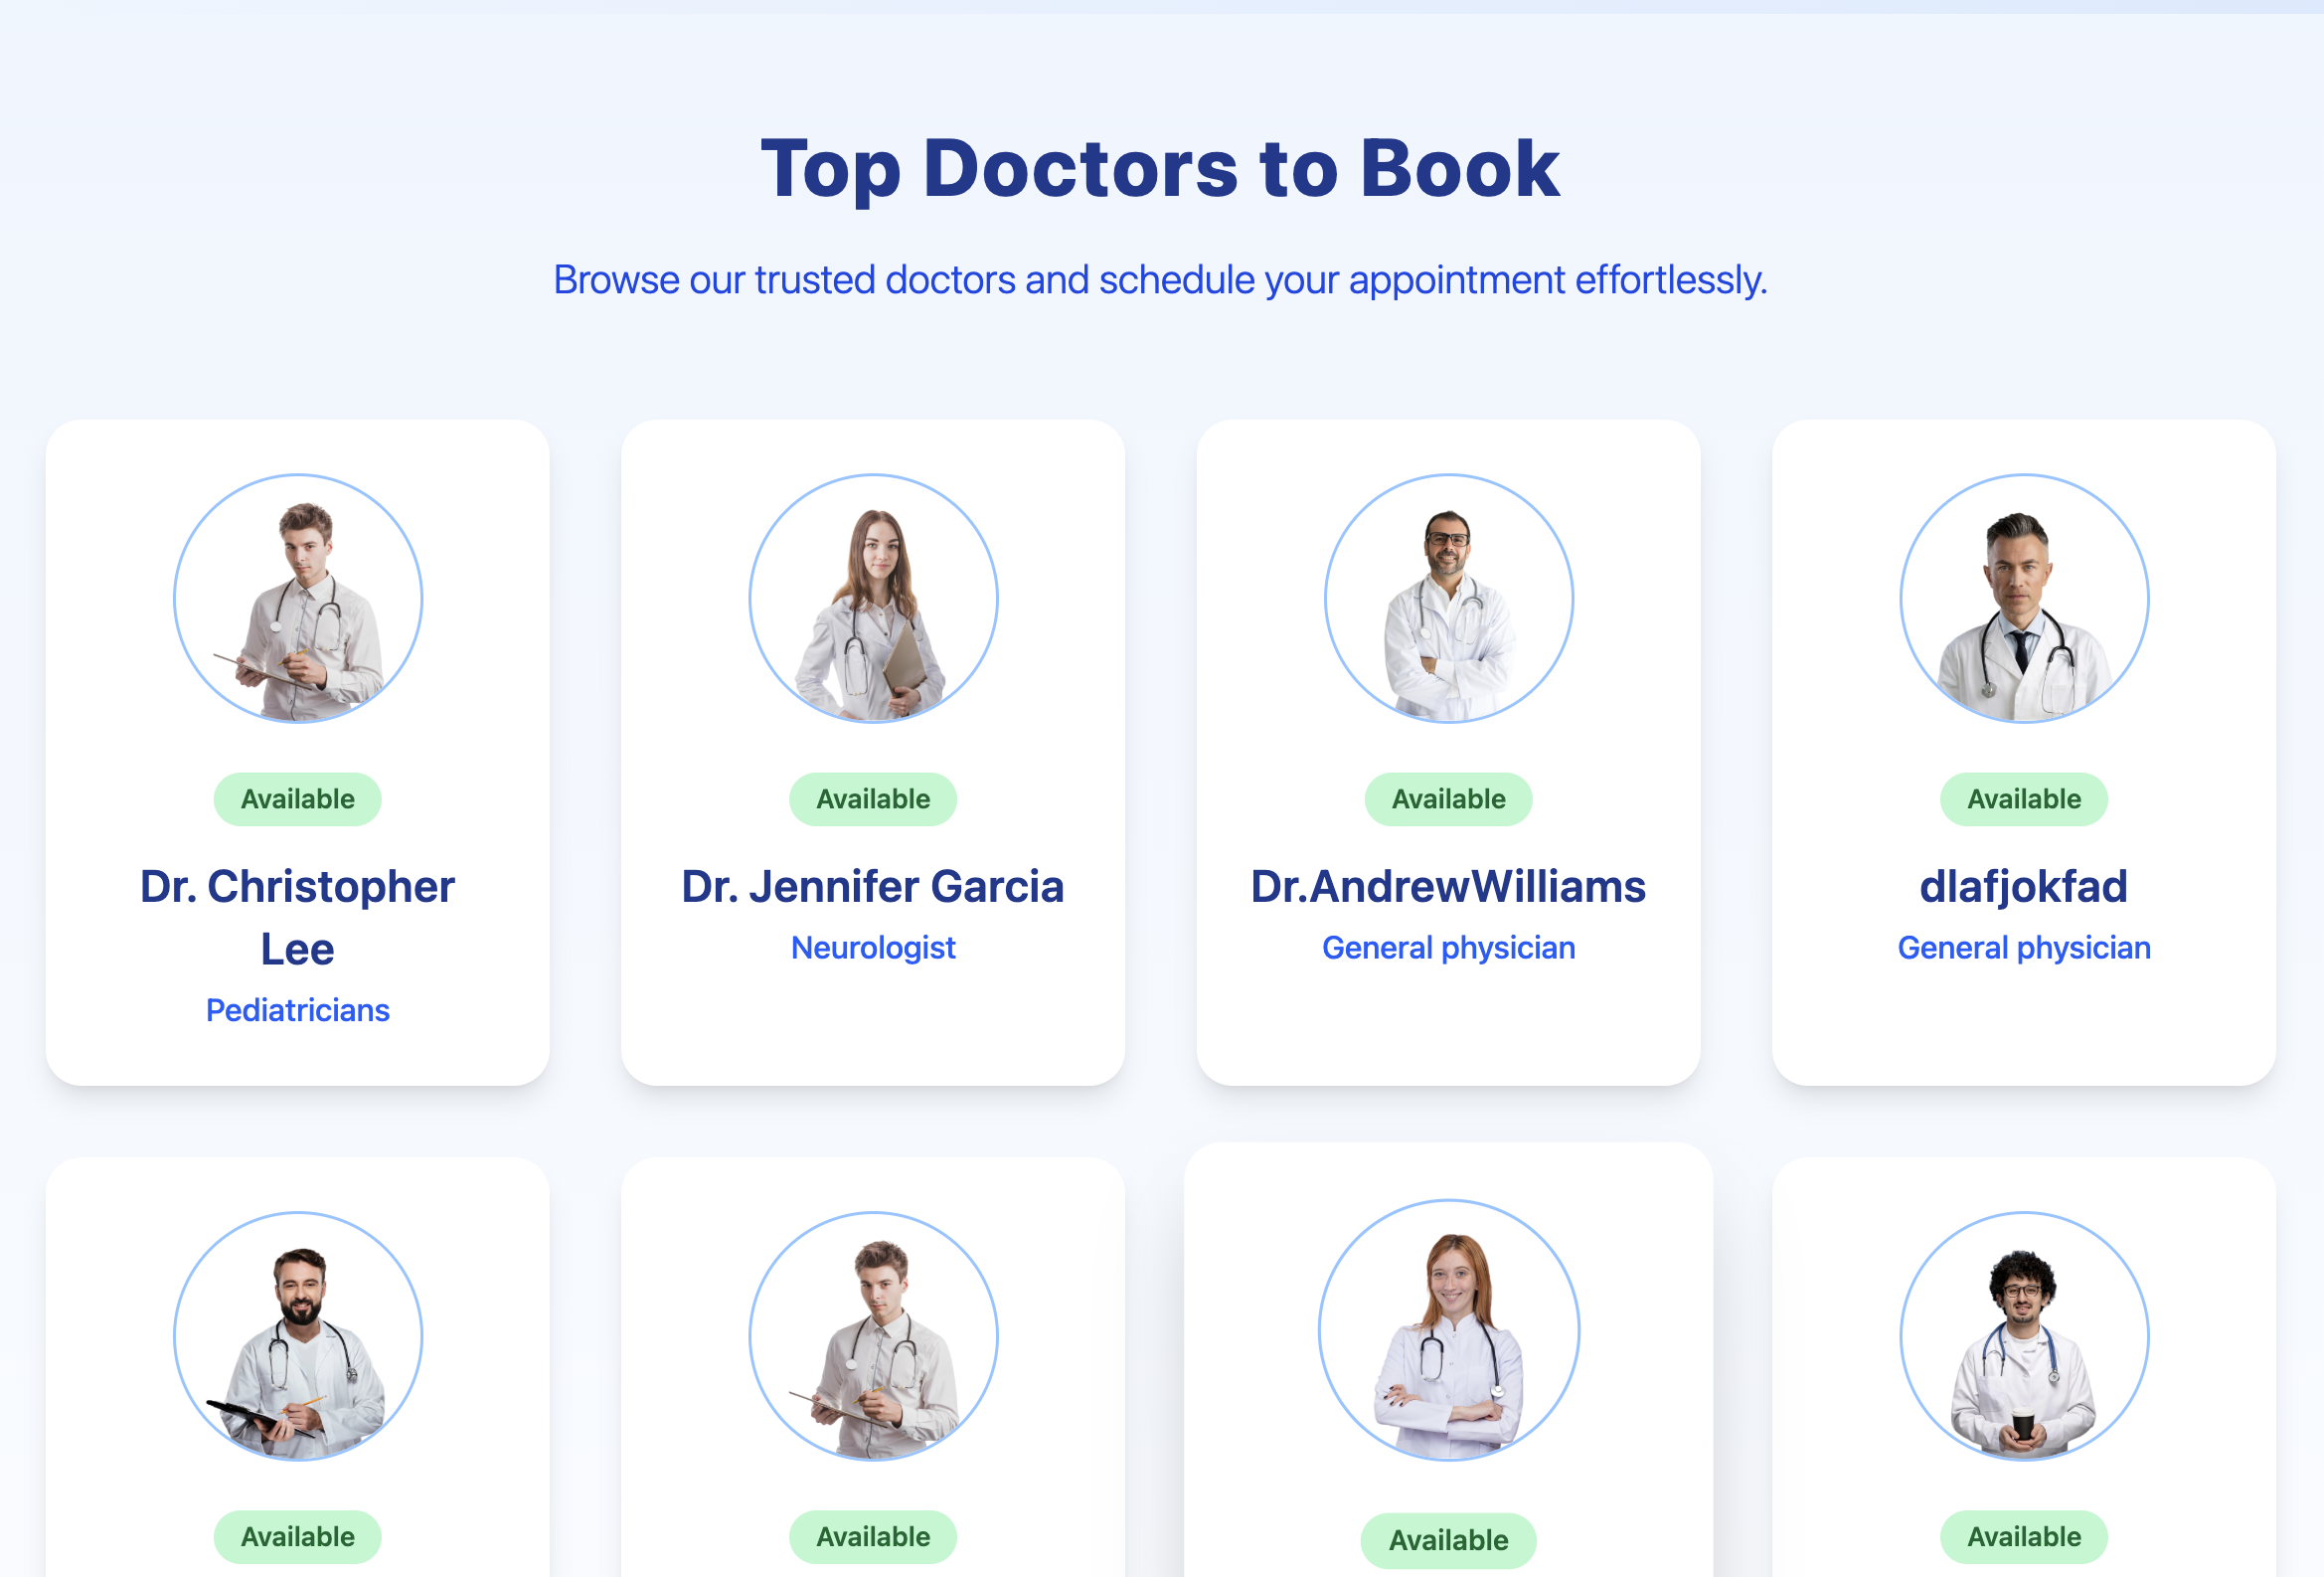 Top Doctors to Book
Browse our trusted doctors and schedule your appointment effortlessly.
Available
Dr. Christopher
Lee
Pediatricians
Available
Dr. Jennifer Garcia
Neurologist
Available
Dr.AndrewWilliams
General physician
Available
dlafjokfad
General physician
Available
Available
Available
Available